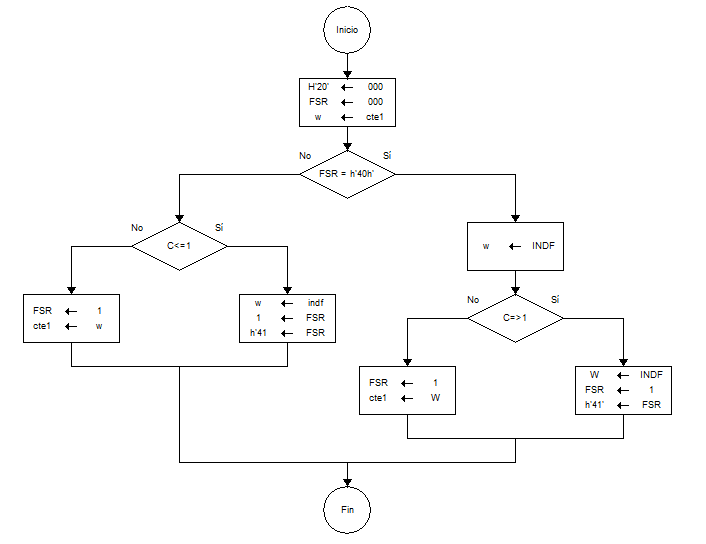 Inicio
H'20' ← 000
FSR ← 000
w ← cte1
No
Sí
FSR = h'40h'
No
Sí
C<=1
w ← INDF
FSR ← 1
cte1 ← w
w ← indf
1 ← FSR
h'41 ← FSR
No
Sí
C=>1
FSR ← 1
cte1 ← W
W ← INDF
FSR ← 1
h'41' ← FSR
Fin